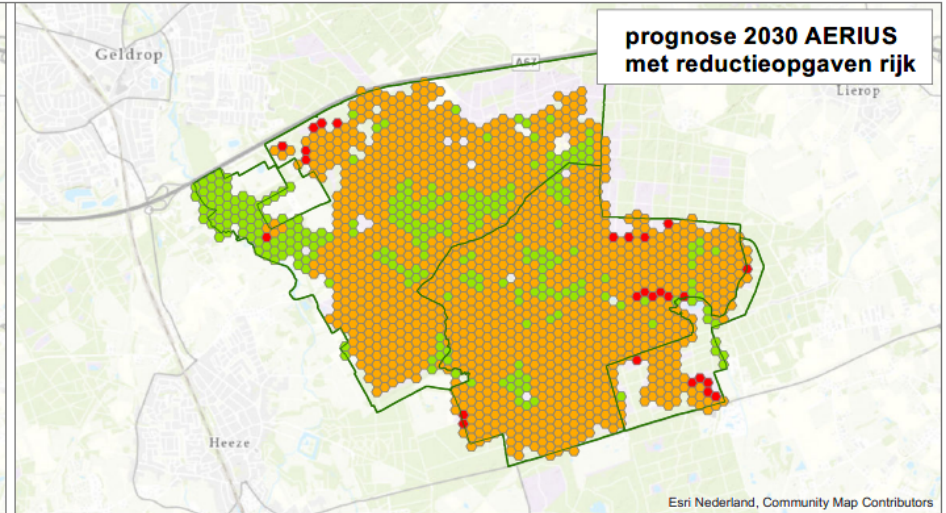 prognose 2030 AERIUS
met reductieopgaven rijk
Geldrop
A67
Lierop
Heeze
Esri Nederland, Community Map Contributors